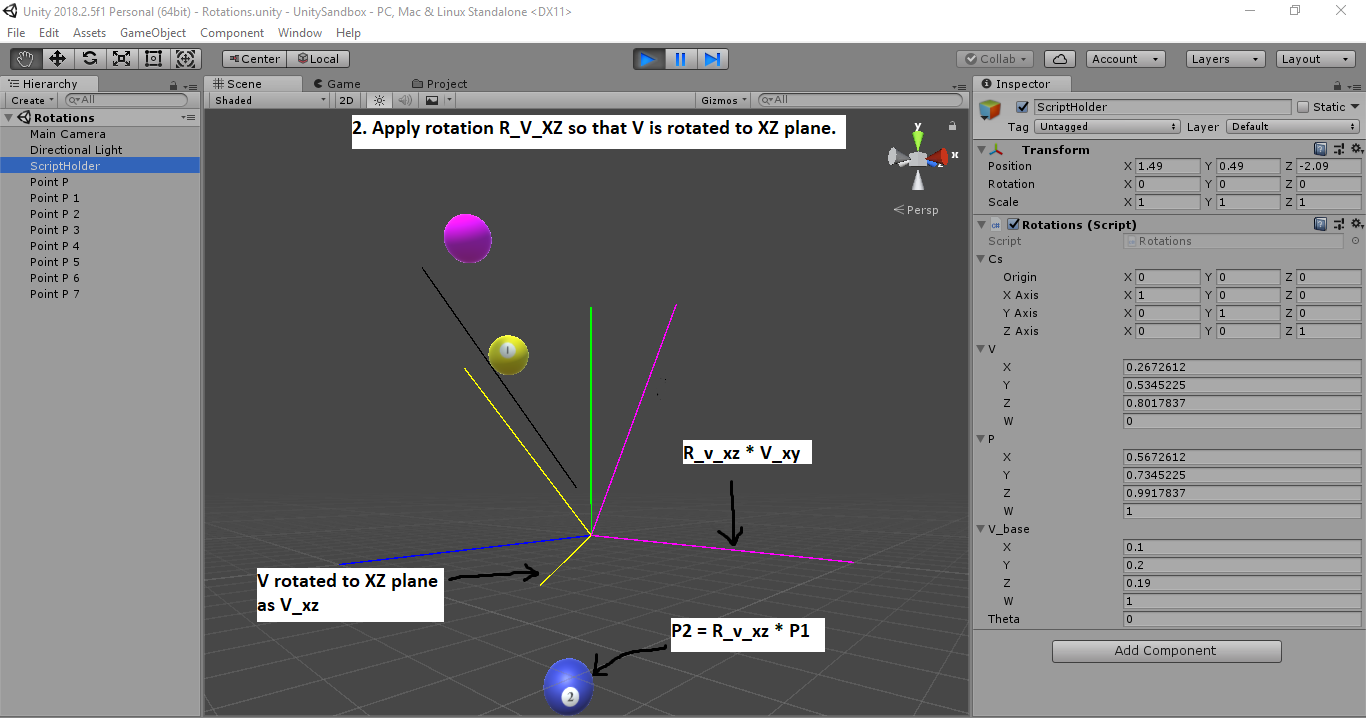 Unity 2018.2.5f1 Personal (64bit) - Rotations.unity - UnitySandbox - PC, Mac & Linux Standalone <DX11>
File Edit Assets GameObject Component Window Help
Center Local Collab Account Layers Layout
Hierarchy
Create All
Rotations
Main Camera
Directional Light
ScriptHolder
Point P
Point P 1
Point P 2
Point P 3
Point P 4
Point P 5
Point P 6
Point P 7
Scene Game Project
Shaded 2D Gizmos All
2. Apply rotation R_V_XZ so that V is rotated to XZ plane.
y
x
z
Persp
1
R_v_xz * V_xy
V rotated to XZ plane
as V_xz
P2 = R_v_xz * P1
2
Inspector
ScriptHolder Static
Tag Untagged Layer Default
Transform
Position X 1.49 Y 0.49 Z -2.09
Rotation X 0 Y 0 Z 0
Scale X 1 Y 1 Z 1
Rotations (Script)
Script Rotations
Cs
Origin X 0 Y 0 Z 0
X Axis X 1 Y 0 Z 0
Y Axis X 0 Y 1 Z 0
Z Axis X 0 Y 0 Z 1
V
X 0.2672612
Y 0.5345225
Z 0.8017837
W 0
P
X 0.5672612
Y 0.7345225
Z 0.9917837
W 1
V_base
X 0.1
Y 0.2
Z 0.19
W 1
Theta 0
Add Component